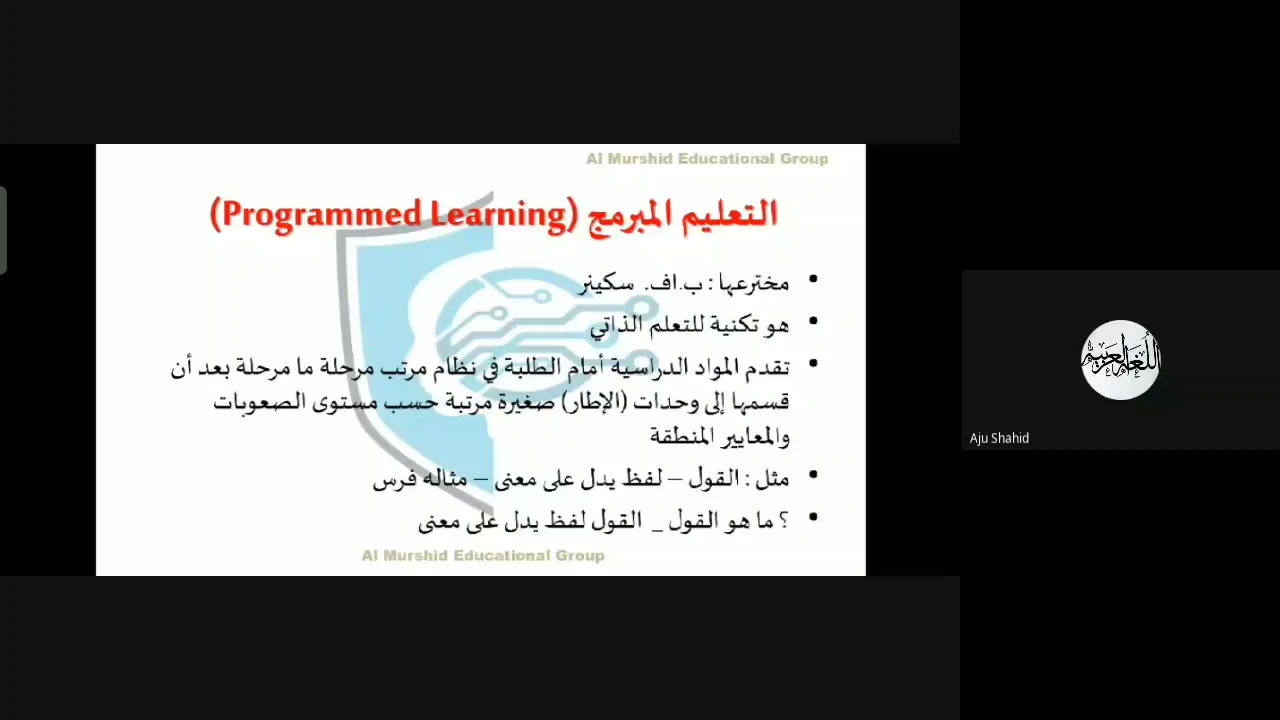 Al Murshid Educational Group
التعليم المبرمج (Programmed Learning)
• مخترعها : ب.اف. سكينر
• هو تكنية للتعلم الذاتي
• تقدم المواد الدراسية أمام الطلبة في نظام مرتب مرحلة ما مرحلة بعد أن
قسمها إلى وحدات (الإطار) صغيرة مرتبة حسب مستوى الصعوبات
والمعايير المنطقة
• مثل : القول – لفظ يدل على معنى – مثاله فرس
• ؟ ما هو القول _ القول لفظ يدل على معنى
Al Murshid Educational Group
اللغة العربية
Aju Shahid